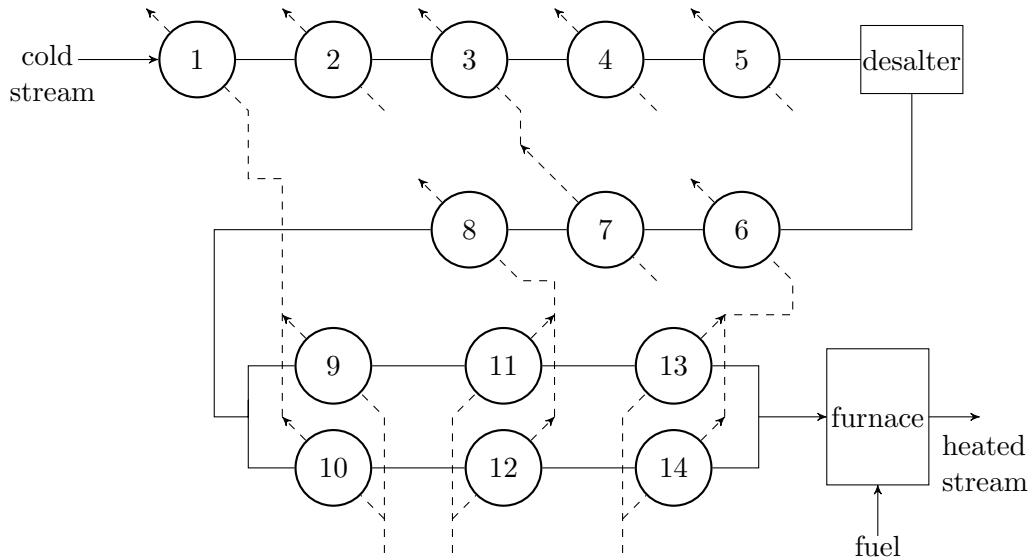 1
2
3
4
5
desalter
cold
stream
8
7
6
9
11
13
10
12
14
furnace
heated
stream
fuel